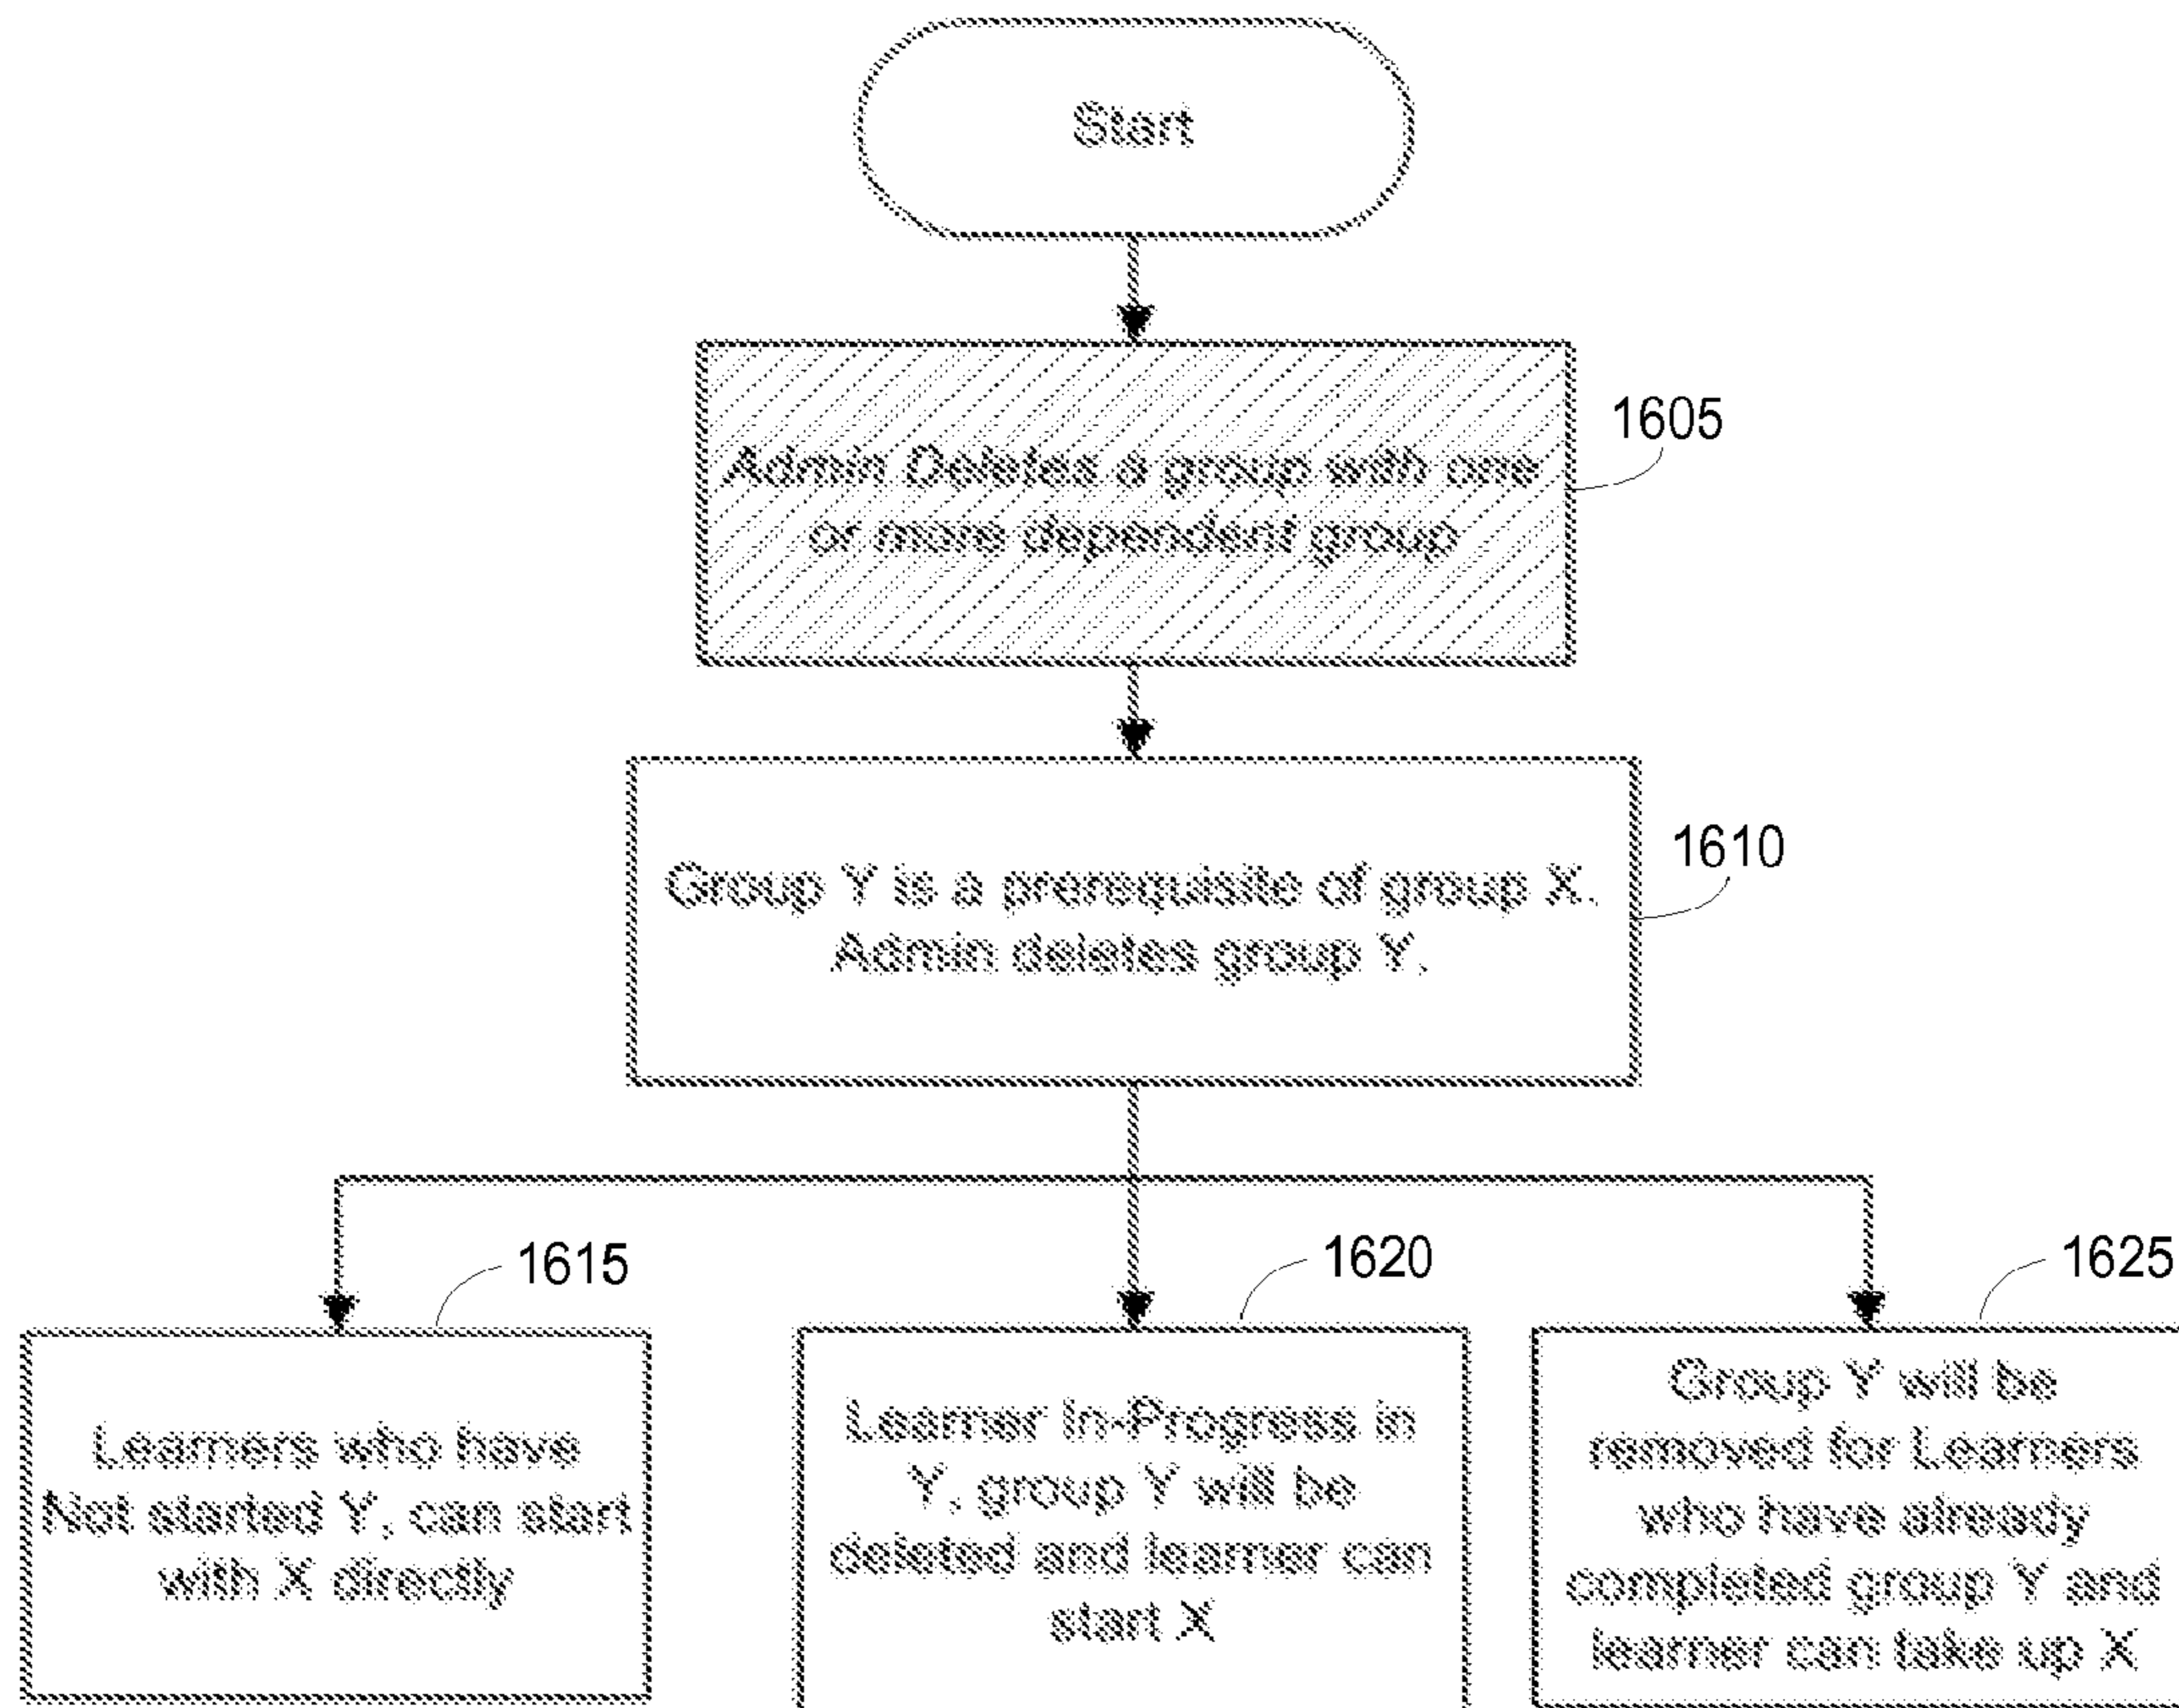 Start
Admin Deletes a group with one
or more dependent group
1605
Group Y is a prerequisite of group X.
Admin deletes group Y.
1610
1615
Learners who have
Not started Y, can start
with X directly
1620
Learner In-Progress in
Y, group Y will be
deleted and learner can
start X
1625
Group Y will be
removed for Learners
who have already
completed group Y and
learner can take up X